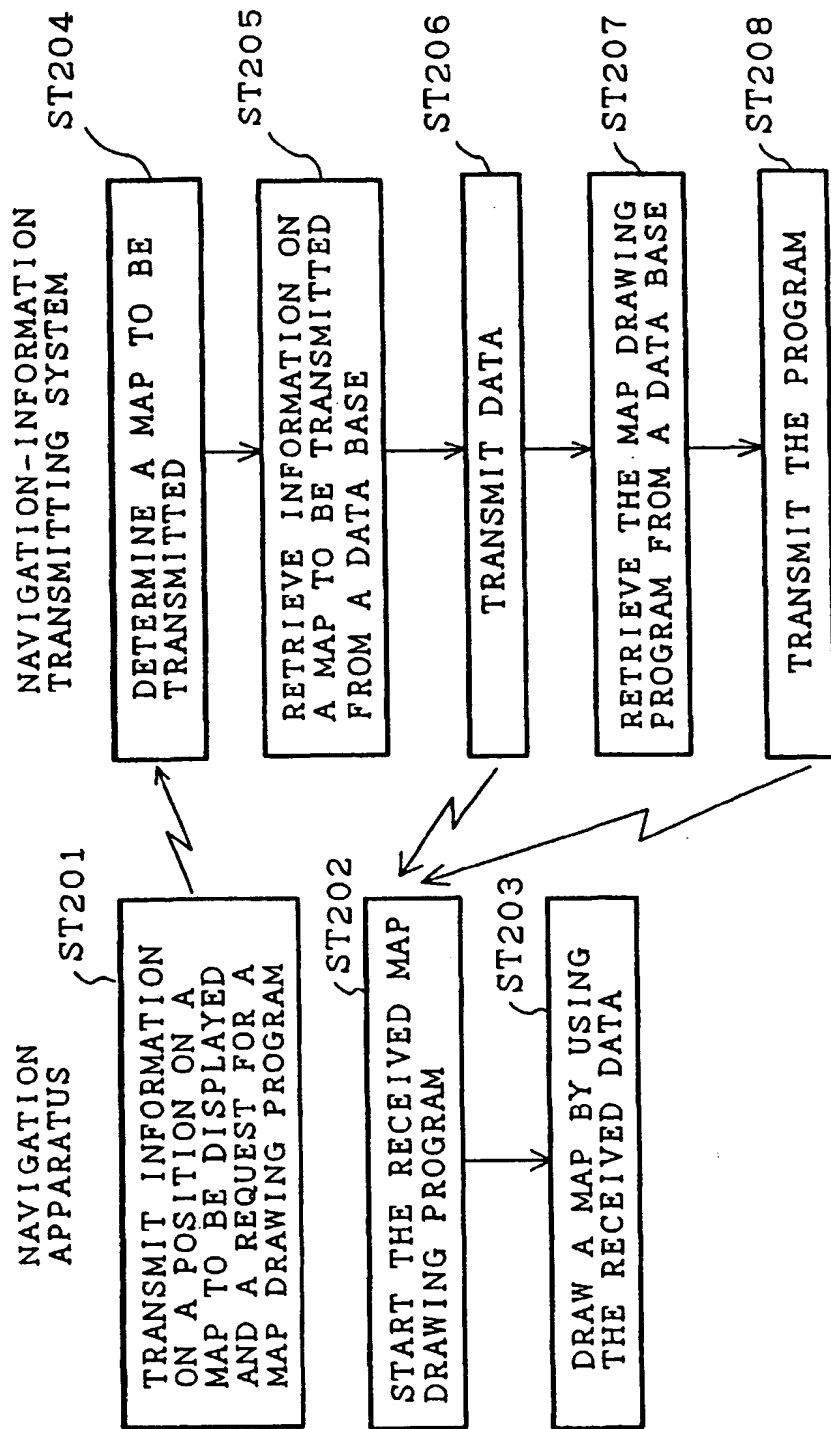 NAVIGATION
APPARATUS
ST201
TRANSMIT INFORMATION
ON A POSITION ON A
MAP TO BE DISPLAYED
AND A REQUEST FOR A
MAP DRAWING PROGRAM
ST202
START THE RECEIVED MAP
DRAWING PROGRAM
ST203
DRAW A MAP BY USING
THE RECEIVED DATA
NAVIGATION-INFORMATION
TRANSMITTING SYSTEM
ST204
DETERMINE A MAP TO BE
TRANSMITTED
ST205
RETRIEVE INFORMATION ON
A MAP TO BE TRANSMITTED
FROM A DATA BASE
ST206
TRANSMIT DATA
ST207
RETRIEVE THE MAP DRAWING
PROGRAM FROM A DATA BASE
ST208
TRANSMIT THE PROGRAM